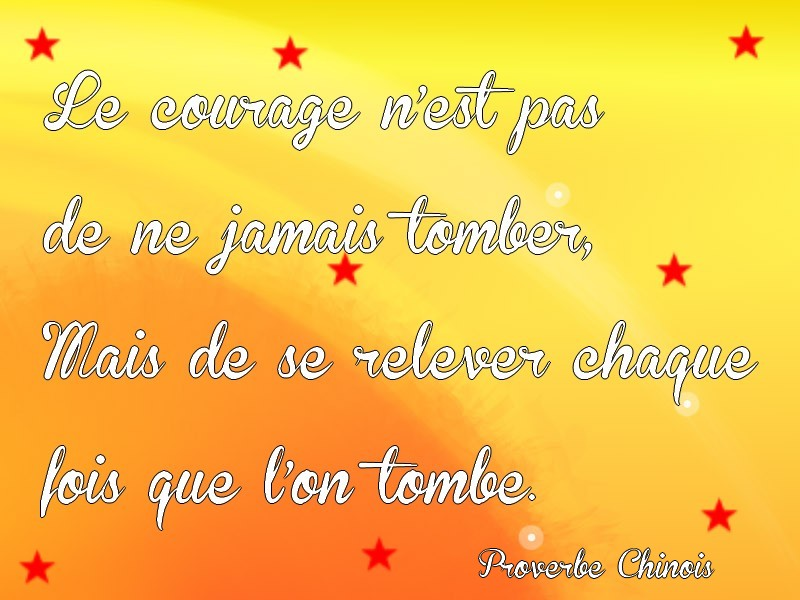 Le courage n'est pas
de ne jamais tomber,
Mais de se relever chaque
fois que l'on tombe.
Proverbe Chinois